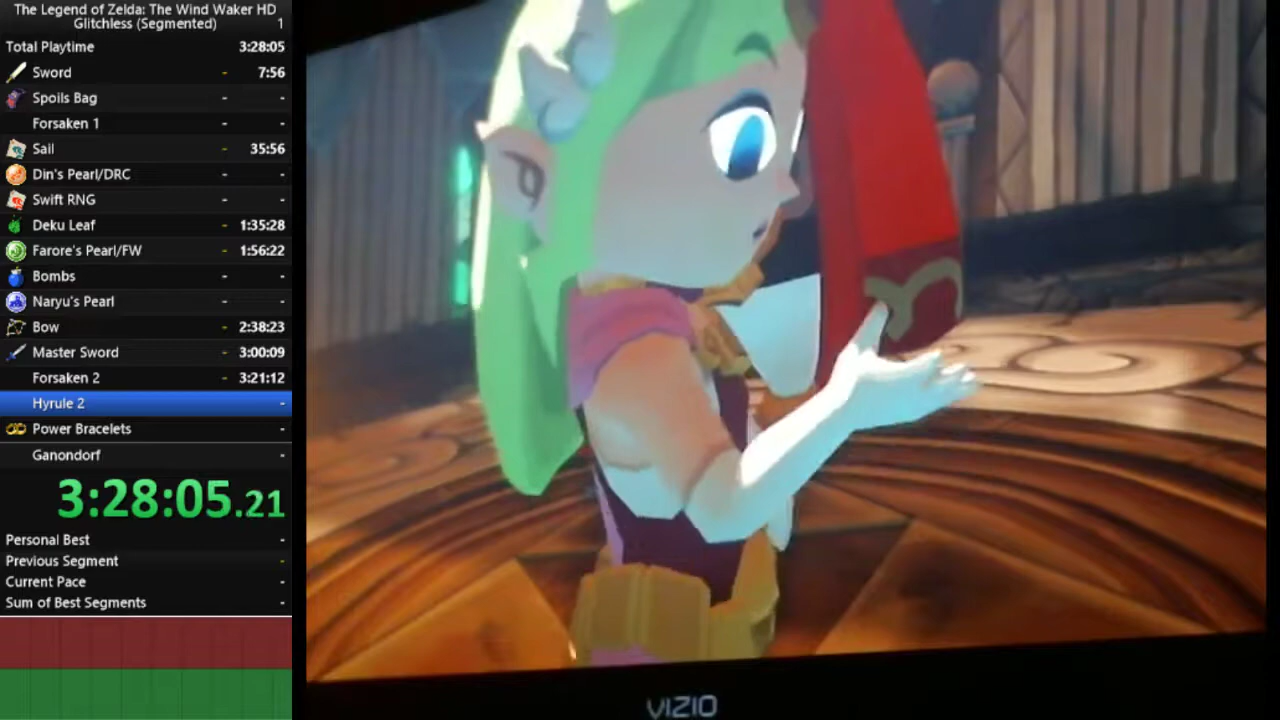 The Legend of Zelda: The Wind Waker HD
Glitchless (Segmented) 1
Total Playtime 3:28:05
Sword - 7:56
Spoils Bag - -
Forsaken 1 - -
Sail - 35:56
Din's Pearl/DRC - -
Swift RNG - -
Deku Leaf - 1:35:28
Farore's Pearl/FW - 1:56:22
Bombs - -
Naryu's Pearl - -
Bow - 2:38:23
Master Sword - 3:00:09
Forsaken 2 - 3:21:12
Hyrule 2 -
Power Bracelets -
Ganondorf -
3:28:05.21
Personal Best -
Previous Segment -
Current Pace -
Sum of Best Segments -
VIZIO